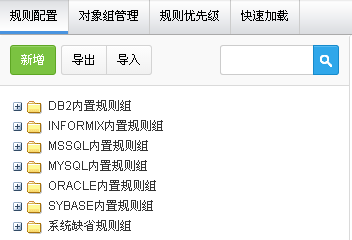 规则配置 对象组管理 规则优先级 快速加载
新增 导出 导入
DB2内置规则组
INFORMIX内置规则组
MSSQL内置规则组
MYSQL内置规则组
ORACLE内置规则组
SYBASE内置规则组
系统缺省规则组